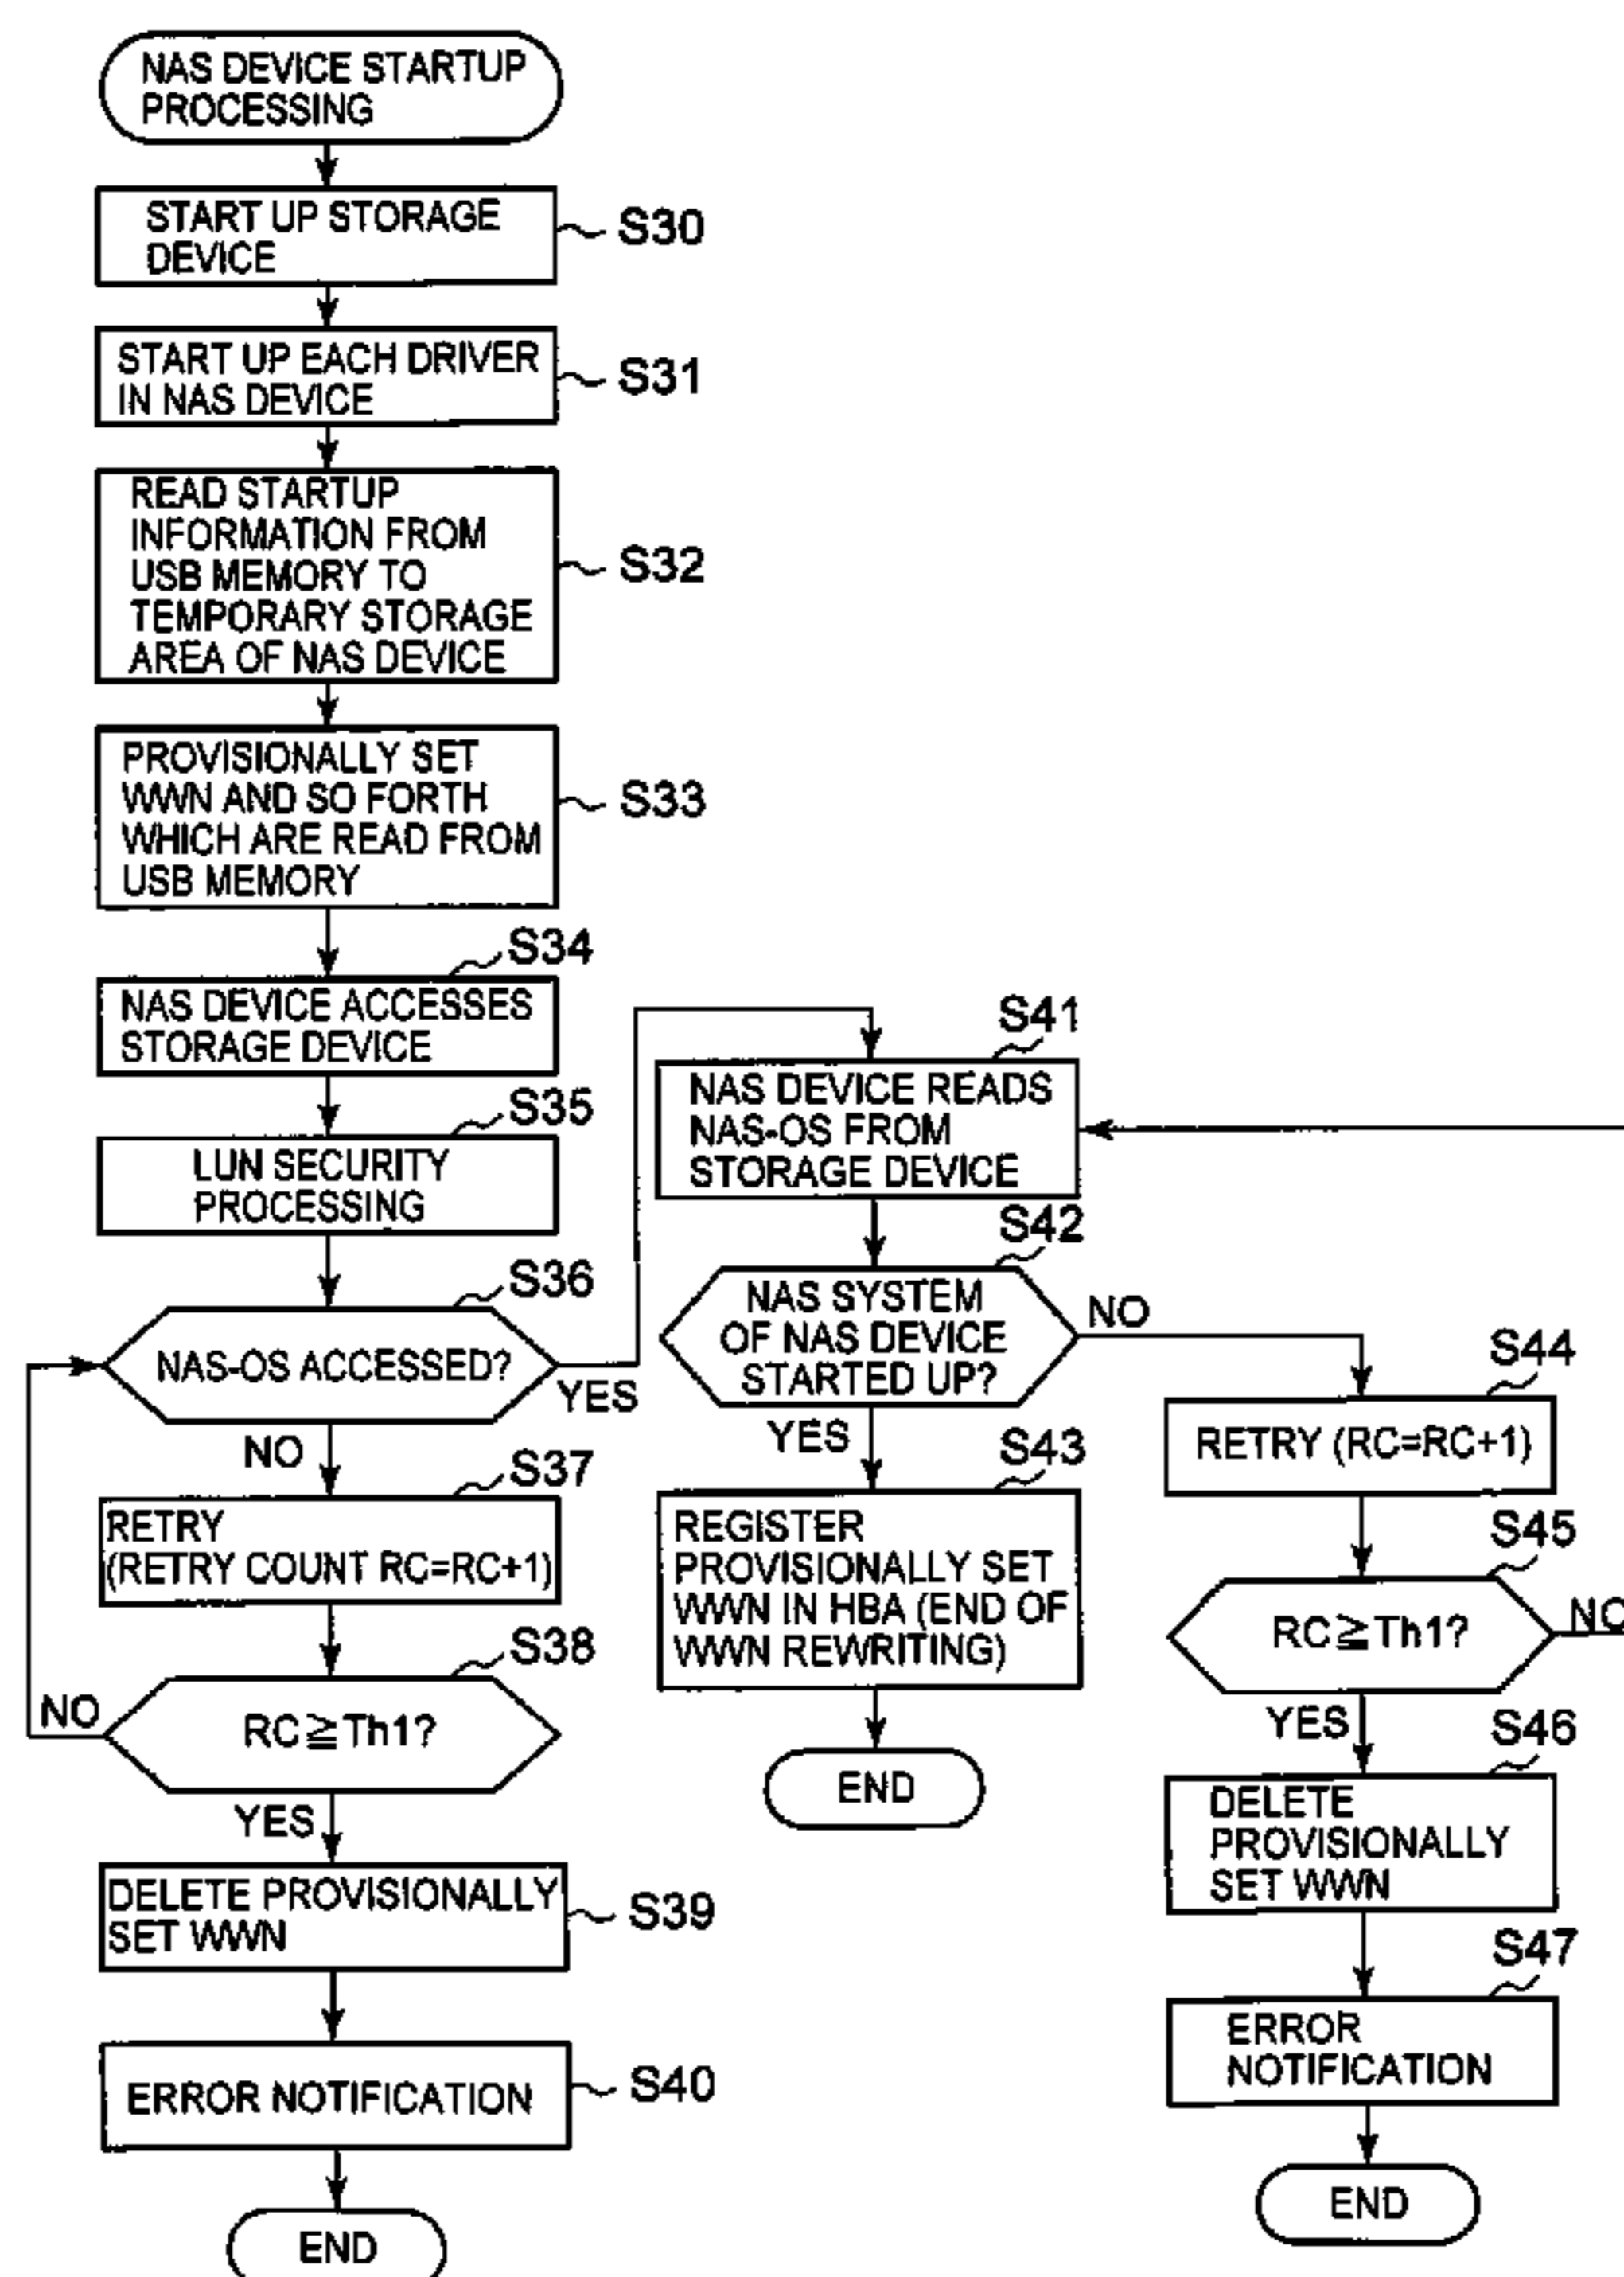 NAS DEVICE STARTUP
PROCESSING
START UP STORAGE
DEVICE
S30
START UP EACH DRIVER
IN NAS DEVICE
S31
READ STARTUP
INFORMATION FROM
USB MEMORY TO
TEMPORARY STORAGE
AREA OF NAS DEVICE
S32
PROVISIONALLY SET
WWN AND SO FORTH
WHICH ARE READ FROM
USB MEMORY
S33
S34
NAS DEVICE ACCESSES
STORAGE DEVICE
S35
LUN SECURITY
PROCESSING
S36
NAS-OS ACCESSED?
YES
NO
S37
RETRY
(RETRY COUNT RC=RC+1)
S38
RC≧Th1?
NO
YES
DELETE PROVISIONALLY
SET WWN
S39
ERROR NOTIFICATION
S40
END
S41
NAS DEVICE READS
NAS-OS FROM
STORAGE DEVICE
S42
NAS SYSTEM
OF NAS DEVICE
STARTED UP?
NO
YES
S43
REGISTER
PROVISIONALLY SET
WWN IN HBA (END OF
WWN REWRITING)
END
S44
RETRY (RC=RC+1)
S45
RC≧Th1?
NO
YES
S46
DELETE
PROVISIONALLY
SET WWN
S47
ERROR
NOTIFICATION
END